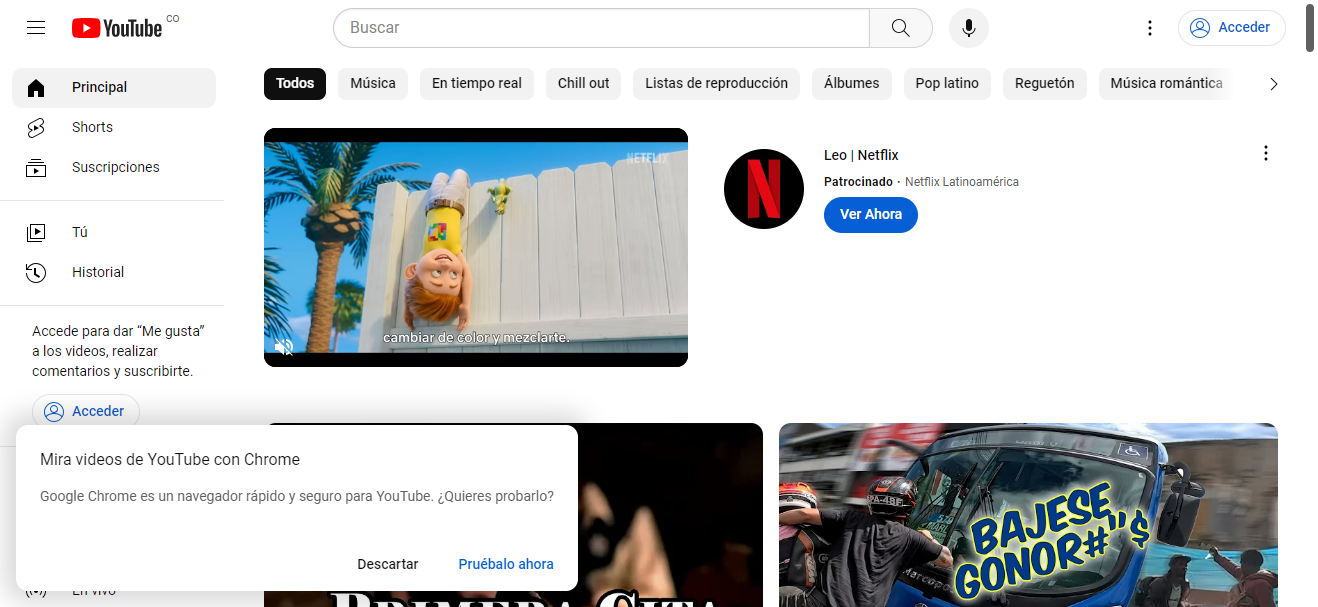 YouTube CO
Buscar
Acceder
Principal
Shorts
Suscripciones
Tú
Historial
Accede para dar “Me gusta”
a los videos, realizar
comentarios y suscribirte.
Acceder
Todos
Música
En tiempo real
Chill out
Listas de reproducción
Álbumes
Pop latino
Reguetón
Música romántica
NETFLIX
cambiar de color y mezclarte.
Leo | Netflix
Patrocinado · Netflix Latinoamérica
Ver Ahora
Mira videos de YouTube con Chrome
Google Chrome es un navegador rápido y seguro para YouTube. ¿Quieres probarlo?
Descartar
Pruébalo ahora
En vivo
PRIMERA CITA
BAJESE
GONOR#"$